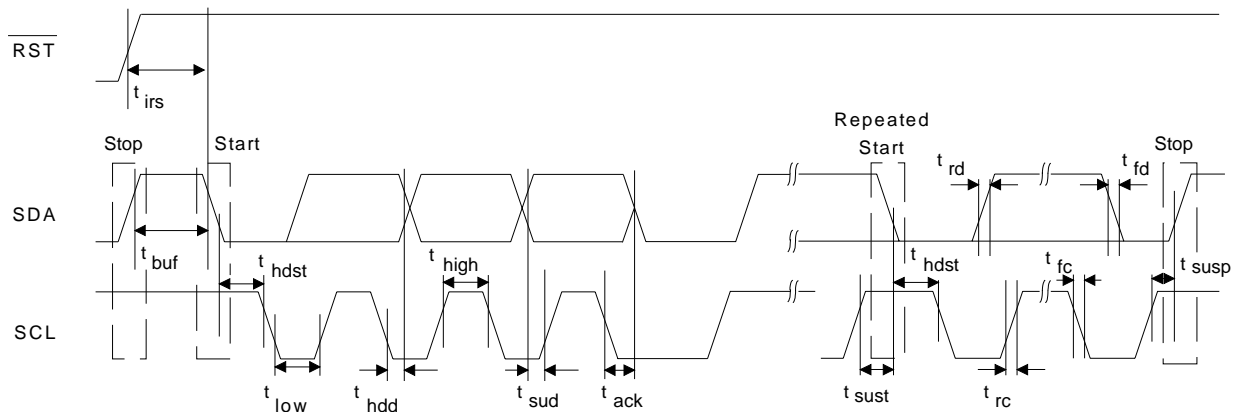 RST
t irs
Repeated
Stop Start Start Stop
t rd t fd
SDA
t buf t hdst t high t hdst t fc t susp
SCL
t low t hdd t sud t ack t sust t rc